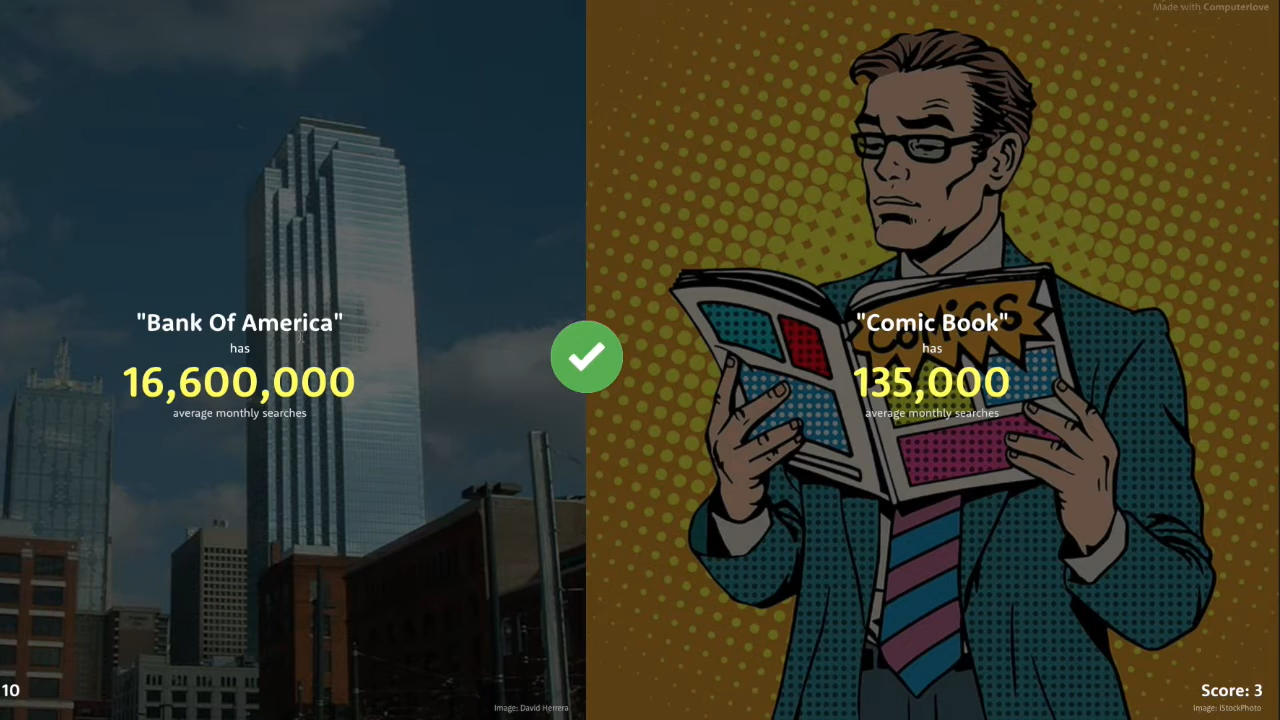 Made with Computerlove
"Bank Of America"
has
16,600,000
average monthly searches
"Comic Book"
has
135,000
average monthly searches
COMICS
10
Score: 3
Image: David Herrera
Image: iStockPhoto